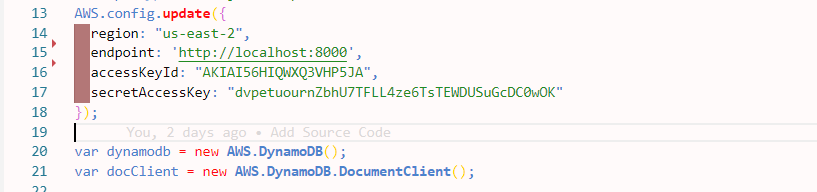 13 AWS.config.update({
14 region: "us-east-2",
15 endpoint: 'http://localhost:8000',
16 accessKeyId: "AKIAI56HIQWXQ3VHP5JA",
17 secretAccessKey: "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"
18 });
19 You, 2 days ago • Add Source Code
20 var dynamodb = new AWS.DynamoDB();
21 var docClient = new AWS.DynamoDB.DocumentClient();